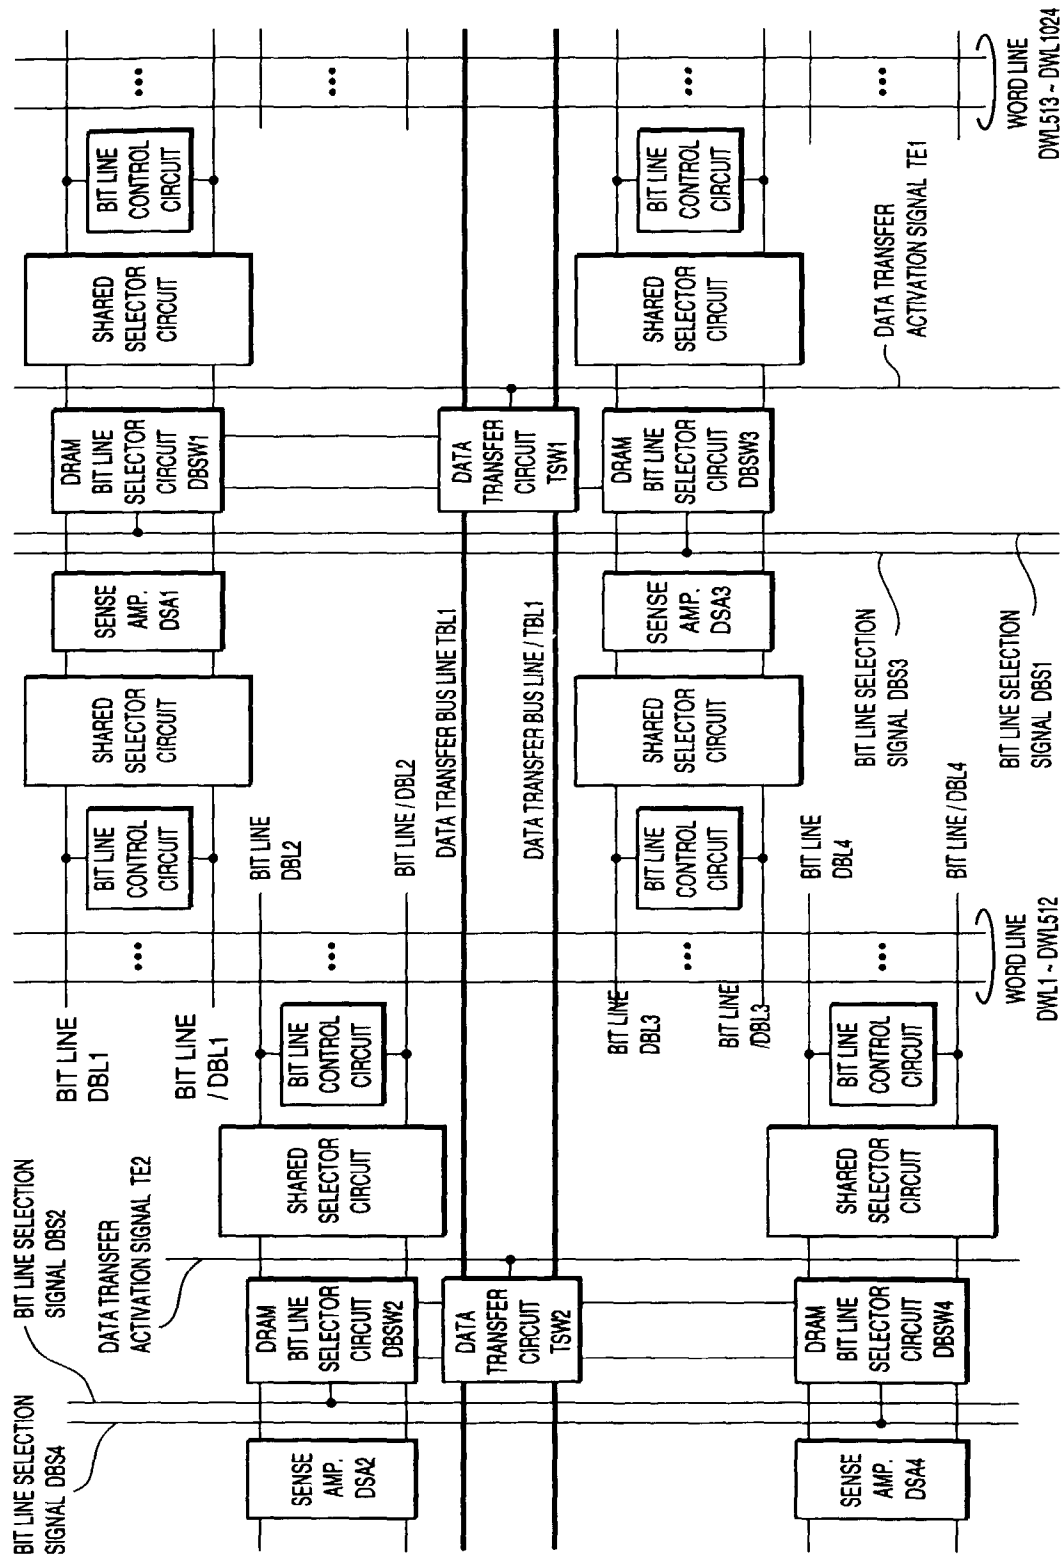 BIT LINE SELECTION
SIGNAL DBS4
BIT LINE SELECTION
SIGNAL DBS2
DATA TRANSFER
ACTIVATION SIGNAL TE2
BIT LINE
DBL1
BIT LINE
/ DBL1
BIT LINE
CONTROL
CIRCUIT
SHARED
SELECTOR
CIRCUIT
SENSE
AMP.
DSA1
DRAM
BIT LINE
SELECTOR
CIRCUIT
DBSW1
SHARED
SELECTOR
CIRCUIT
BIT LINE
CONTROL
CIRCUIT
SENSE
AMP.
DSA2
DRAM
BIT LINE
SELECTOR
CIRCUIT
DBSW2
SHARED
SELECTOR
CIRCUIT
BIT LINE
CONTROL
CIRCUIT
BIT LINE
DBL2
BIT LINE / DBL2
DATA TRANSFER BUS LINE TBL1
DATA TRANSFER BUS LINE / TBL1
DATA
TRANSFER
CIRCUIT
TSW2
DATA
TRANSFER
CIRCUIT
TSW1
BIT LINE
DBL3
BIT LINE
/DBL3
BIT LINE
CONTROL
CIRCUIT
SHARED
SELECTOR
CIRCUIT
SENSE
AMP.
DSA3
DRAM
BIT LINE
SELECTOR
CIRCUIT
DBSW3
SHARED
SELECTOR
CIRCUIT
BIT LINE
CONTROL
CIRCUIT
SENSE
AMP.
DSA4
DRAM
BIT LINE
SELECTOR
CIRCUIT
DBSW4
SHARED
SELECTOR
CIRCUIT
BIT LINE
CONTROL
CIRCUIT
BIT LINE
DBL4
BIT LINE / DBL4
BIT LINE SELECTION
SIGNAL DBS3
DATA TRANSFER
ACTIVATION SIGNAL TE1
BIT LINE SELECTION
SIGNAL DBS1
WORD LINE
DWL1 ~ DWL512
WORD LINE
DWL513 ~ DWL1024